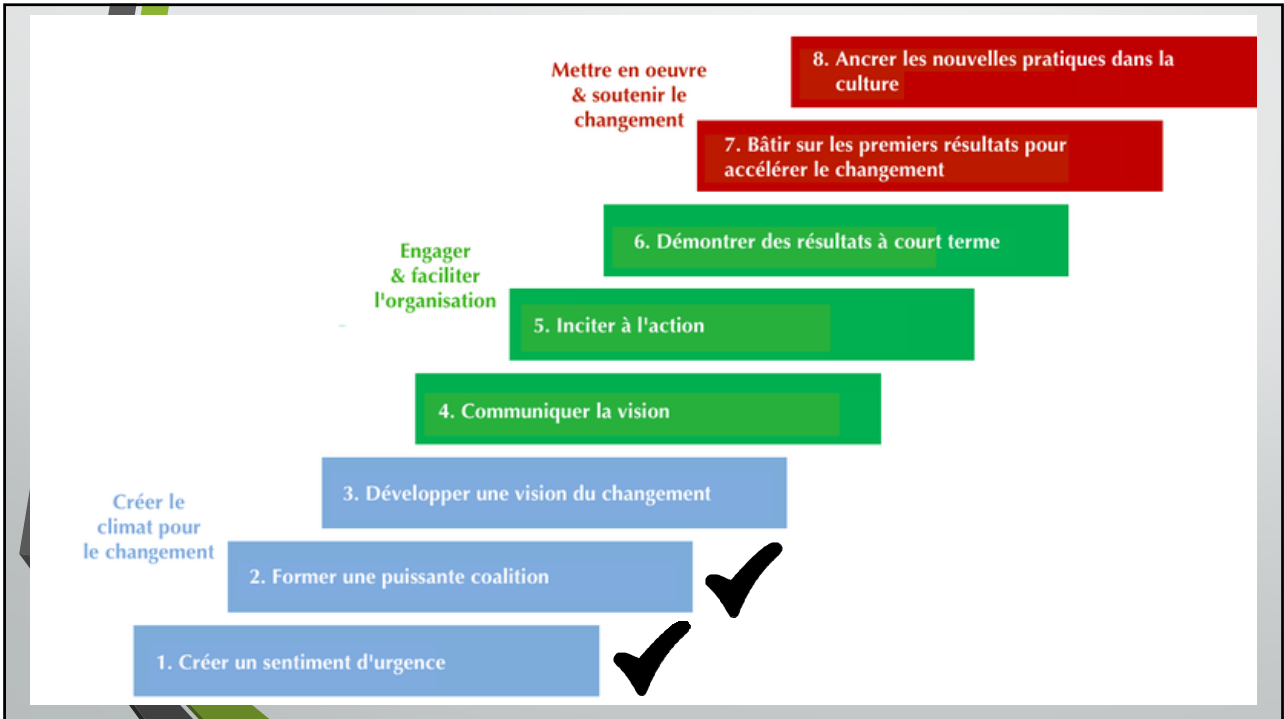 8. Ancrer les nouvelles pratiques dans la
culture
Mettre en oeuvre
& soutenir le
changement
7. Bâtir sur les premiers résultats pour
accélérer le changement
6. Démontrer des résultats à court terme
Engager
& faciliter
l'organisation
5. Inciter à l'action
4. Communiquer la vision
3. Développer une vision du changement
Créer le
climat pour
le changement
2. Former une puissante coalition
1. Créer un sentiment d'urgence